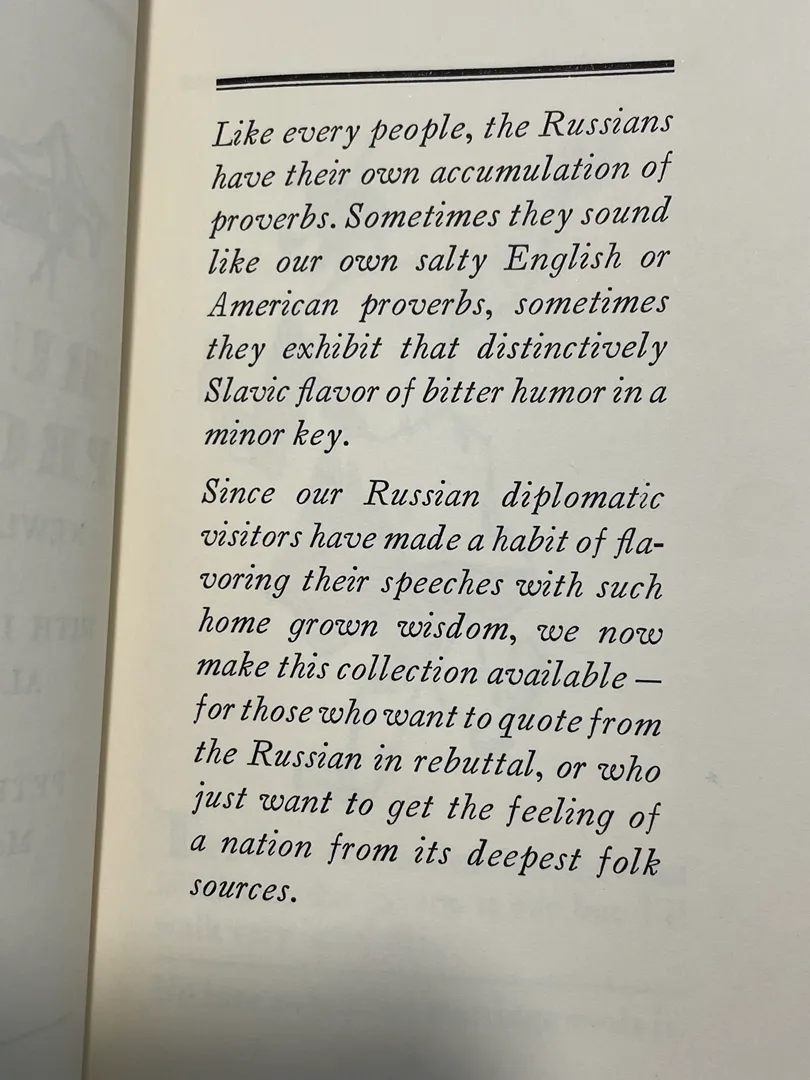 Like every people, the Russians
have their own accumulation of
proverbs. Sometimes they sound
like our own salty English or
American proverbs, sometimes
they exhibit that distinctively
Slavic flavor of bitter humor in a
minor key.
Since our Russian diplomatic
visitors have made a habit of fla-
voring their speeches with such
home grown wisdom, we now
make this collection available —
for those who want to quote from
the Russian in rebuttal, or who
just want to get the feeling of
a nation from its deepest folk
sources.